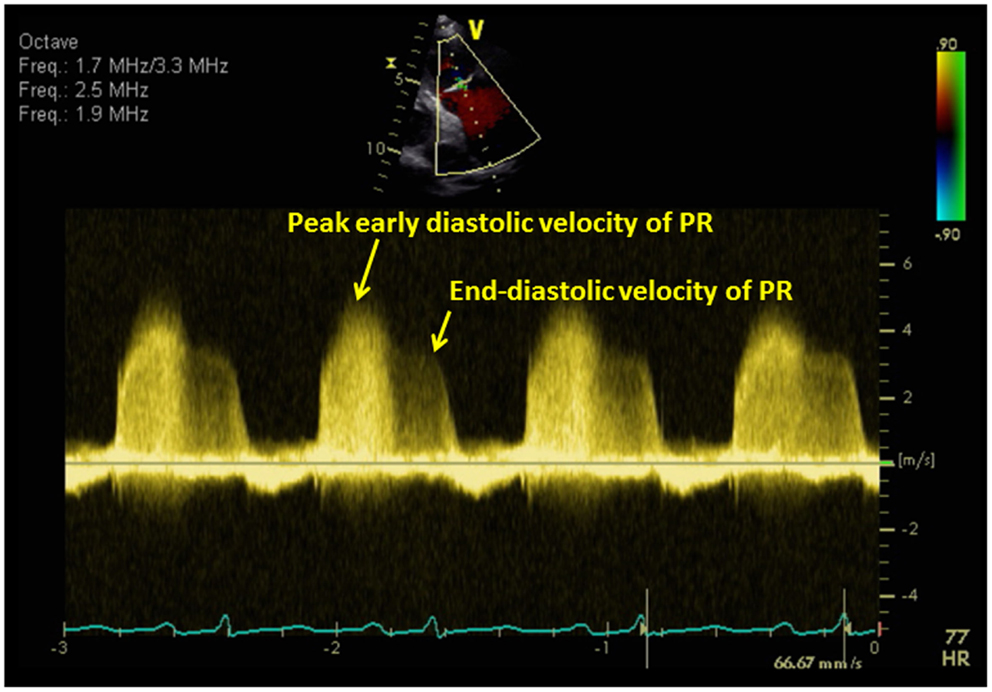 Octave
Freq.: 1.7 MHz/3.3 MHz
Freq.: 2.5 MHz
Freq.: 1.9 MHz
V
5
10
.90
-.90
Peak early diastolic velocity of PR
End-diastolic velocity of PR
6
4
2
[m/s]
-2
-4
-3
-2
-1
0
66.67 mm/s
77
HR